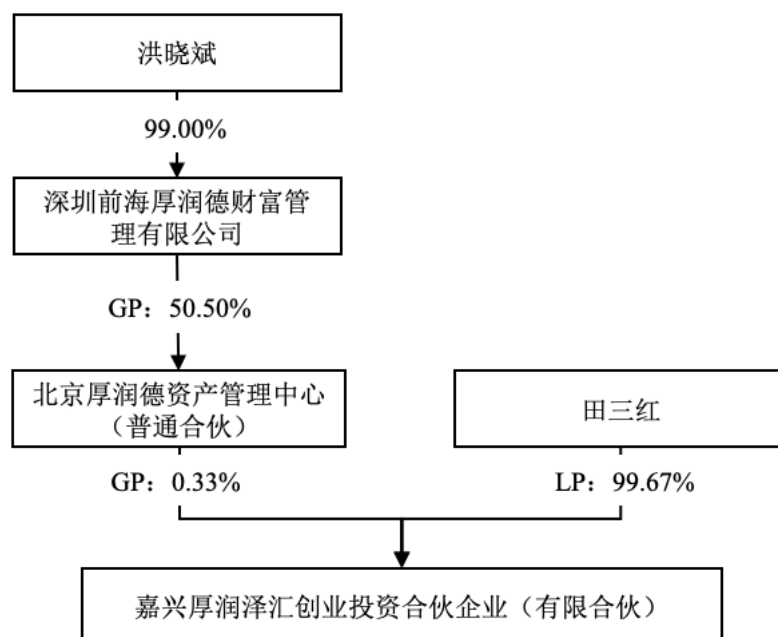 洪晓斌
99.00%
深圳前海厚润德财富管
理有限公司
GP：50.50%
北京厚润德资产管理中心
（普通合伙）
田三红
GP：0.33%
LP：99.67%
嘉兴厚润泽汇创业投资合伙企业（有限合伙）